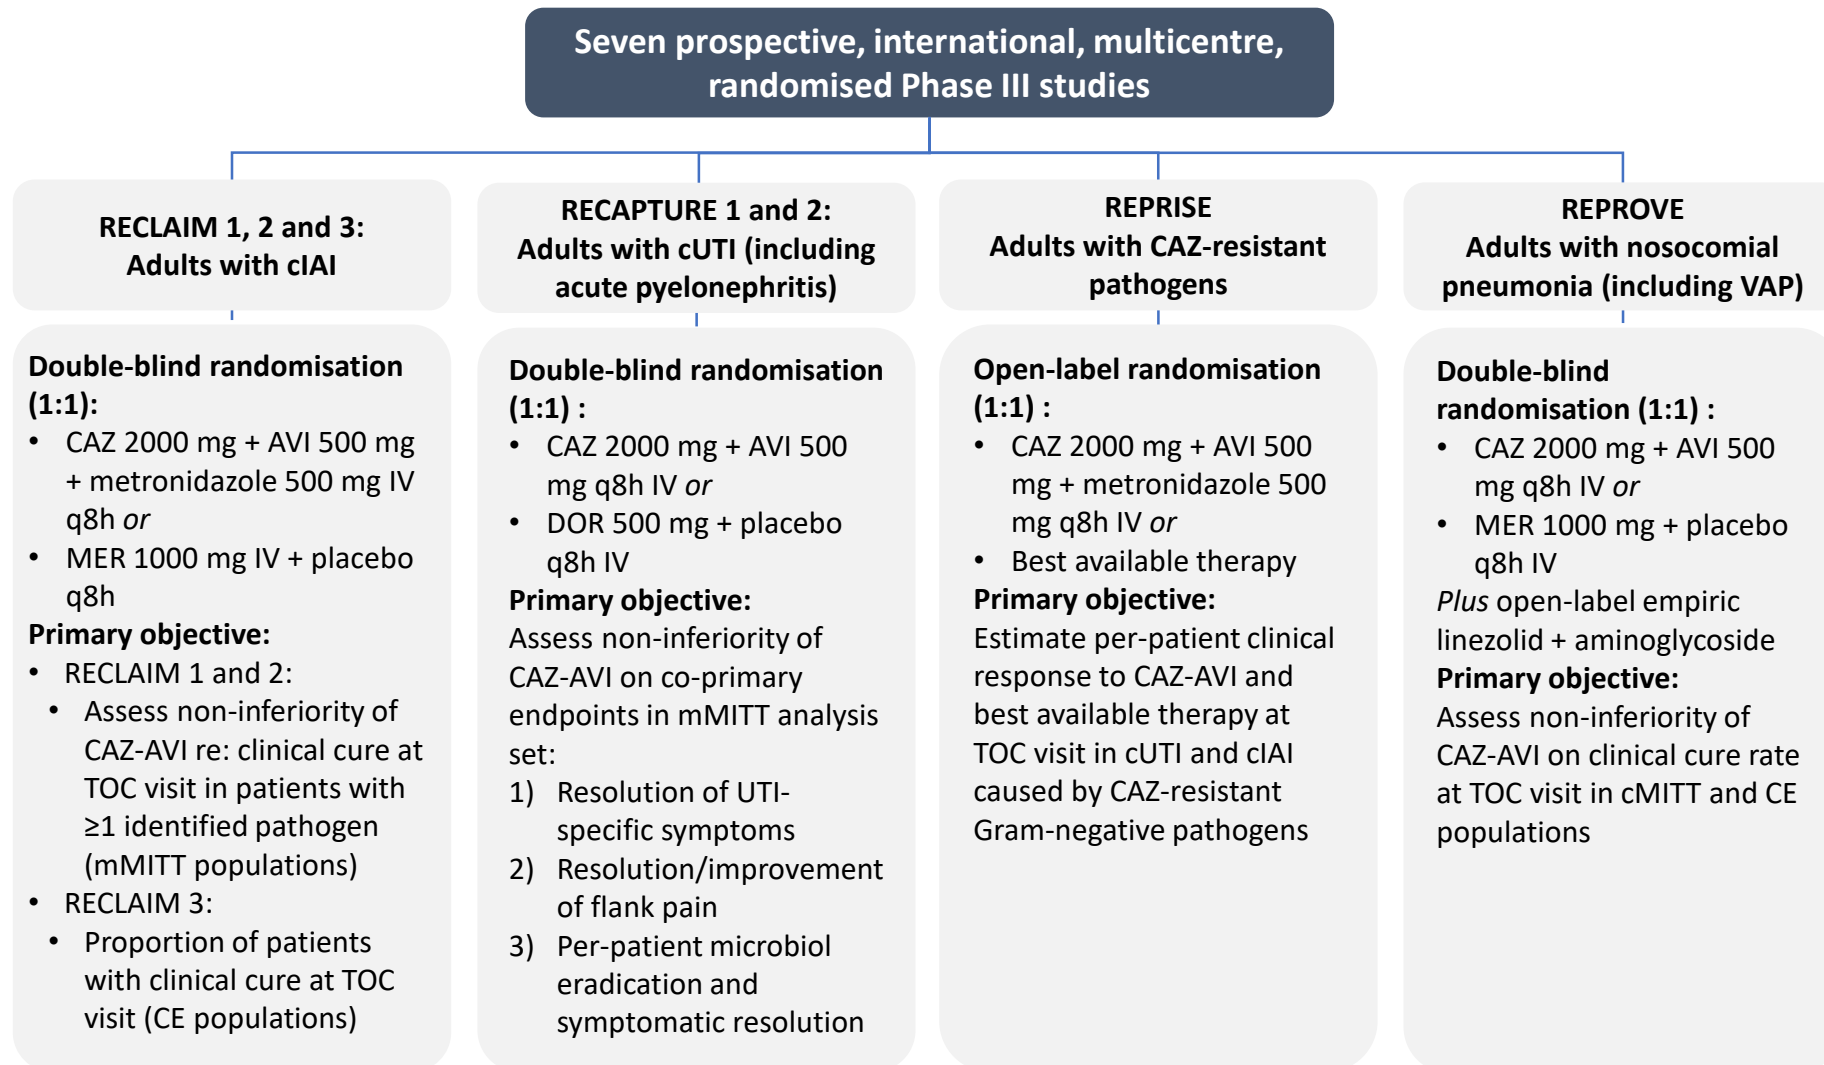 Seven prospective, international, multicentre,
randomised Phase III studies
RECLAIM 1, 2 and 3:
Adults with cIAI
Double-blind randomisation
(1:1):
• CAZ 2000 mg + AVI 500 mg
+ metronidazole 500 mg IV
q8h or
• MER 1000 mg IV + placebo
q8h
Primary objective:
• RECLAIM 1 and 2:
• Assess non-inferiority of
CAZ-AVI re: clinical cure at
TOC visit in patients with
≥1 identified pathogen
(mMITT populations)
• RECLAIM 3:
• Proportion of patients
with clinical cure at TOC
visit (CE populations)
RECAPTURE 1 and 2:
Adults with cUTI (including
acute pyelonephritis)
Double-blind randomisation
(1:1) :
• CAZ 2000 mg + AVI 500
mg q8h IV or
• DOR 500 mg + placebo
q8h IV
Primary objective:
Assess non-inferiority of
CAZ-AVI on co-primary
endpoints in mMITT analysis
set:
1) Resolution of UTI-
specific symptoms
2) Resolution/improvement
of flank pain
3) Per-patient microbiol
eradication and
symptomatic resolution
REPRISE
Adults with CAZ-resistant
pathogens
Open-label randomisation
(1:1) :
• CAZ 2000 mg + AVI 500
mg + metronidazole 500
mg q8h IV or
• Best available therapy
Primary objective:
Estimate per-patient clinical
response to CAZ-AVI and
best available therapy at
TOC visit in cUTI and cIAI
caused by CAZ-resistant
Gram-negative pathogens
REPROVE
Adults with nosocomial
pneumonia (including VAP)
Double-blind
randomisation (1:1) :
• CAZ 2000 mg + AVI 500
mg q8h IV or
• MER 1000 mg + placebo
q8h IV
Plus open-label empiric
linezolid + aminoglycoside
Primary objective:
Assess non-inferiority of
CAZ-AVI on clinical cure rate
at TOC visit in cMITT and CE
populations